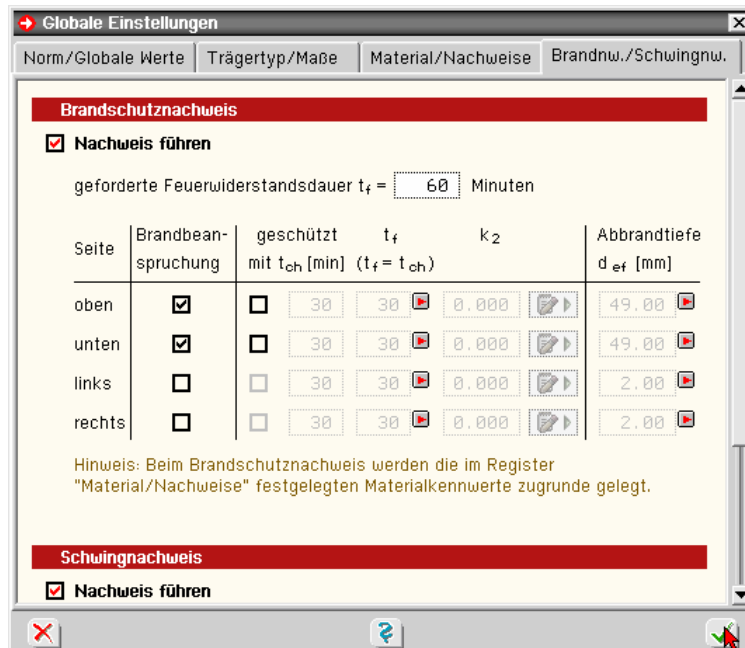 Globale Einstellungen
Norm/Globale Werte Trägertyp/Maße Material/Nachweise Brandnw./Schwingnw.
Brandschutznachweis
Nachweis führen
geforderte Feuerwiderstandsdauer tf = 60 Minuten
Seite Brandbean- geschützt tf k2 Abbrandtiefe
spruchung mit tch [min] (tf = tch) def [mm]
oben 30 30 0.000 49.00
unten 30 30 0.000 49.00
links 30 30 0.000 2.00
rechts 30 30 0.000 2.00
Hinweis: Beim Brandschutznachweis werden die im Register
"Material/Nachweise" festgelegten Materialkennwerte zugrunde gelegt.
Schwingnachweis
Nachweis führen